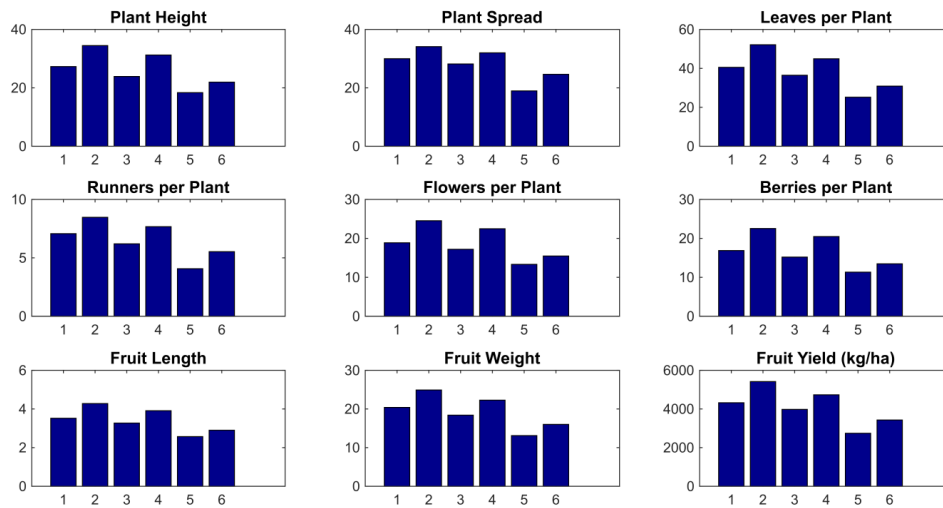 Plant Height
Plant Spread
Leaves per Plant
40
20
0
1 2 3 4 5 6
40
20
0
1 2 3 4 5 6
60
40
20
0
1 2 3 4 5 6
Runners per Plant
Flowers per Plant
Berries per Plant
10
5
0
1 2 3 4 5 6
30
20
10
0
1 2 3 4 5 6
30
20
10
0
1 2 3 4 5 6
Fruit Length
Fruit Weight
Fruit Yield (kg/ha)
6
4
2
0
1 2 3 4 5 6
30
20
10
0
1 2 3 4 5 6
6000
4000
2000
0
1 2 3 4 5 6